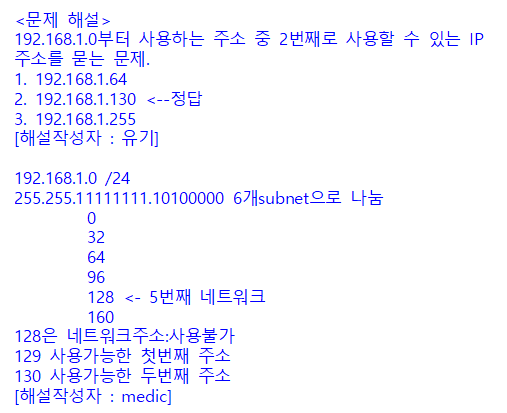 <문제 해설>
192.168.1.0부터 사용하는 주소 중 2번째로 사용할 수 있는 IP
주소를 묻는 문제.
1. 192.168.1.64
2. 192.168.1.130 <--정답
3. 192.168.1.255
[해설작성자 : 유기]

192.168.1.0 /24
255.255.11111111.10100000 6개subnet으로 나눔
0
32
64
96
128 <- 5번째 네트워크
160
128은 네트워크주소:사용불가
129 사용가능한 첫번째 주소
130 사용가능한 두번째 주소
[해설작성자 : medic]